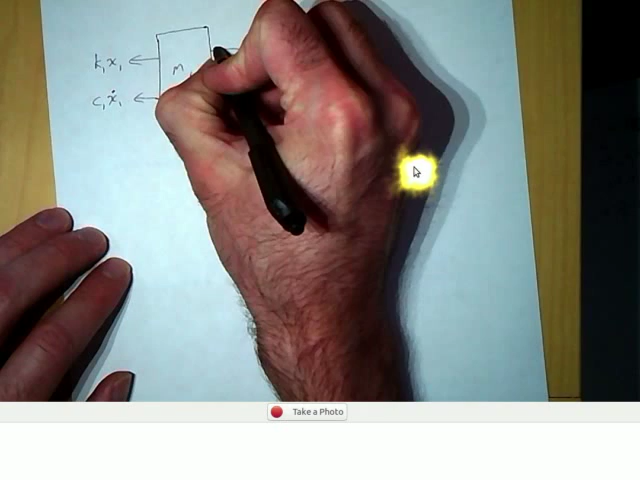 k₁x₁
m
c₁ẋ₁
Take a Photo